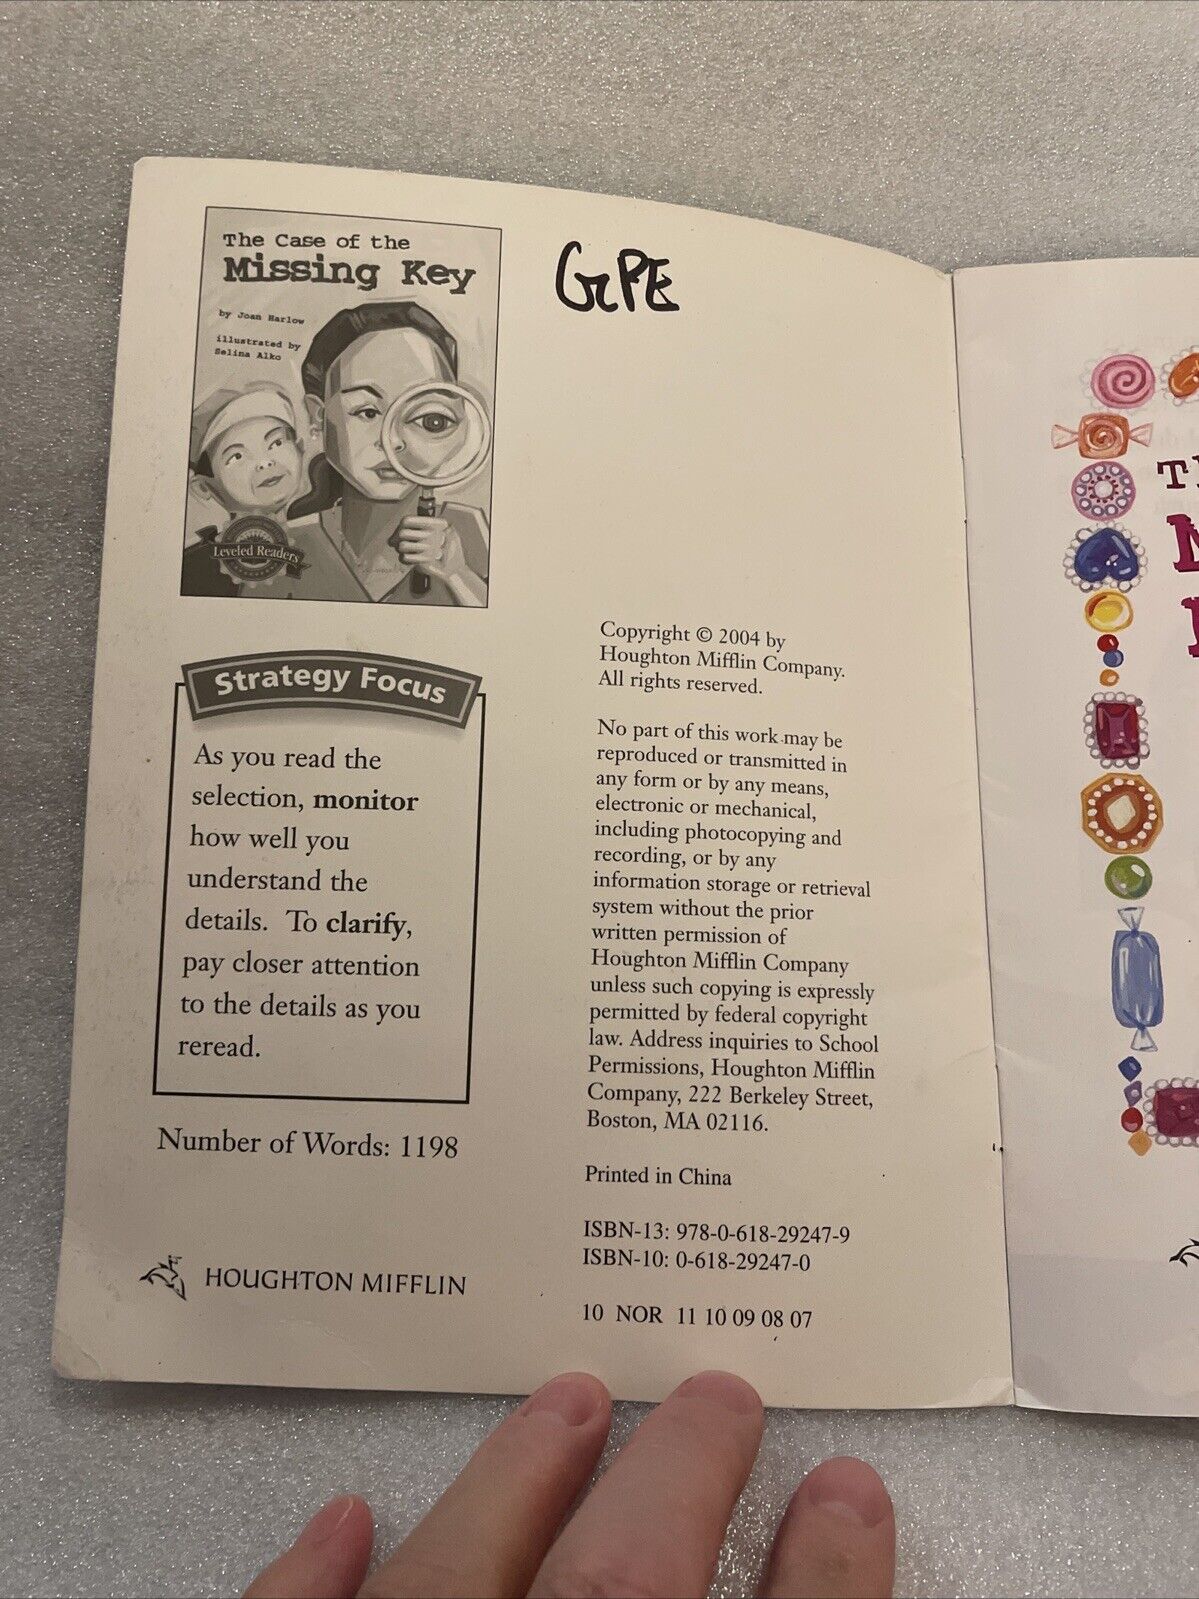 The Case of the
Missing Key
by Joan Harlow
illustrated by
Selina Alko
Leveled Readers
GRPE
Strategy Focus
As you read the
selection, monitor
how well you
understand the
details. To clarify,
pay closer attention
to the details as you
reread.
Number of Words: 1198
HOUGHTON MIFFLIN
Copyright © 2004 by
Houghton Mifflin Company.
All rights reserved.
No part of this work may be
reproduced or transmitted in
any form or by any means,
electronic or mechanical,
including photocopying and
recording, or by any
information storage or retrieval
system without the prior
written permission of
Houghton Mifflin Company
unless such copying is expressly
permitted by federal copyright
law. Address inquiries to School
Permissions, Houghton Mifflin
Company, 222 Berkeley Street,
Boston, MA 02116.
Printed in China
ISBN-13: 978-0-618-29247-9
ISBN-10: 0-618-29247-0
10 NOR 11 10 09 08 07